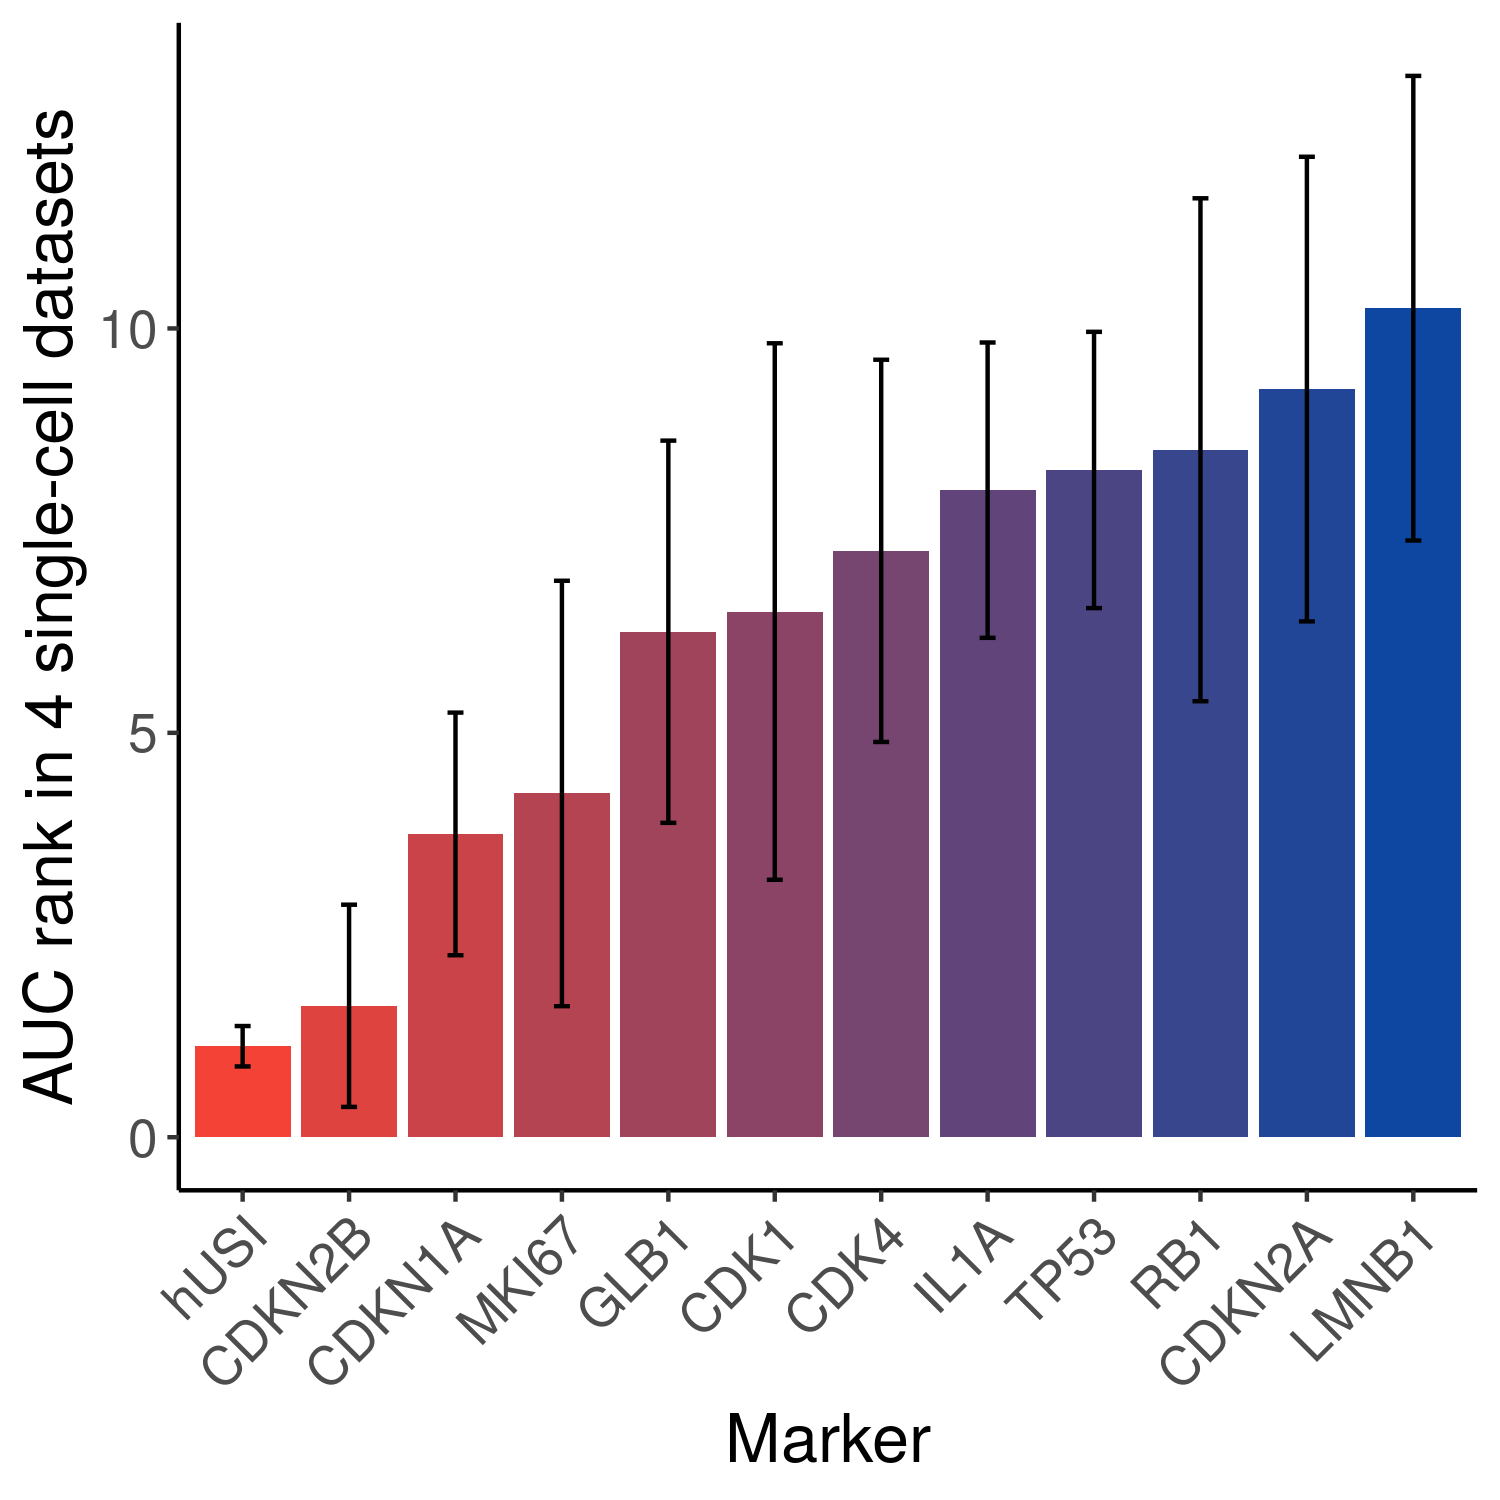 AUC rank in 4 single-cell datasets
10
5
0
hUSI
CDKN2B
CDKN1A
MKI67
GLB1
CDK1
CDK4
IL1A
TP53
RB1
CDKN2A
LMNB1
Marker